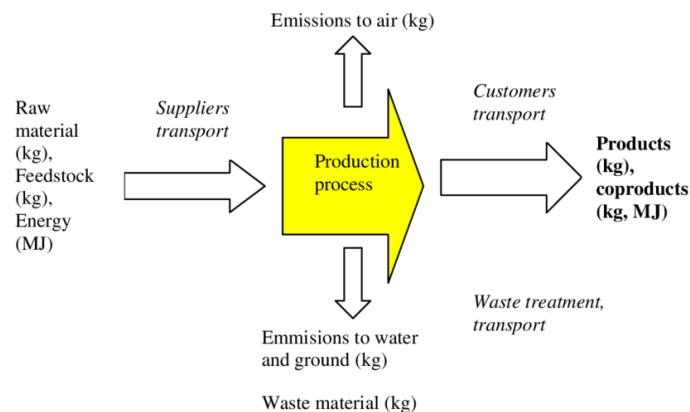 Emissions to air (kg)
Raw
material
(kg),
Feedstock
(kg),
Energy
(MJ)
Suppliers
transport
Production
process
Customers
transport
Products
(kg),
coproducts
(kg, MJ)
Waste treatment,
transport
Emmisions to water
and ground (kg)
Waste material (kg)